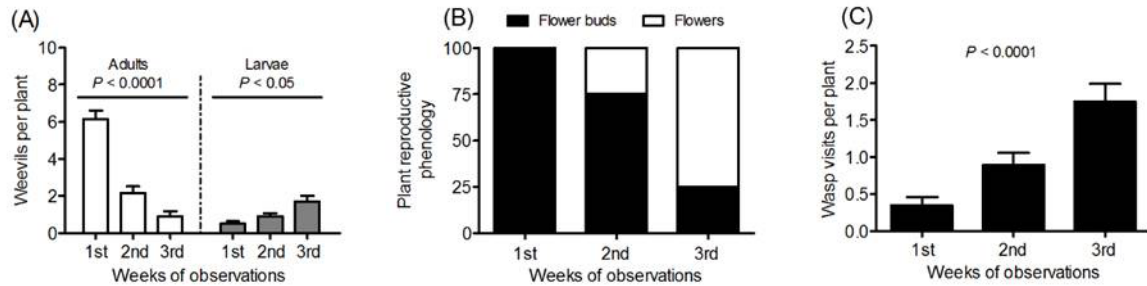 (A)
Adults
P < 0.0001
Larvae
P < 0.05
Weevils per plant
10
8
6
4
2
0
1st 2nd 3rd 1st 2nd 3rd
Weeks of observations
(B)
Flower buds Flowers
Plant reproductive
phenology
100
75
50
25
0
1st 2nd 3rd
Weeks of observations
(C)
P < 0.0001
Wasp visits per plant
2.5
2.0
1.5
1.0
0.5
0.0
1st 2nd 3rd
Weeks of observations